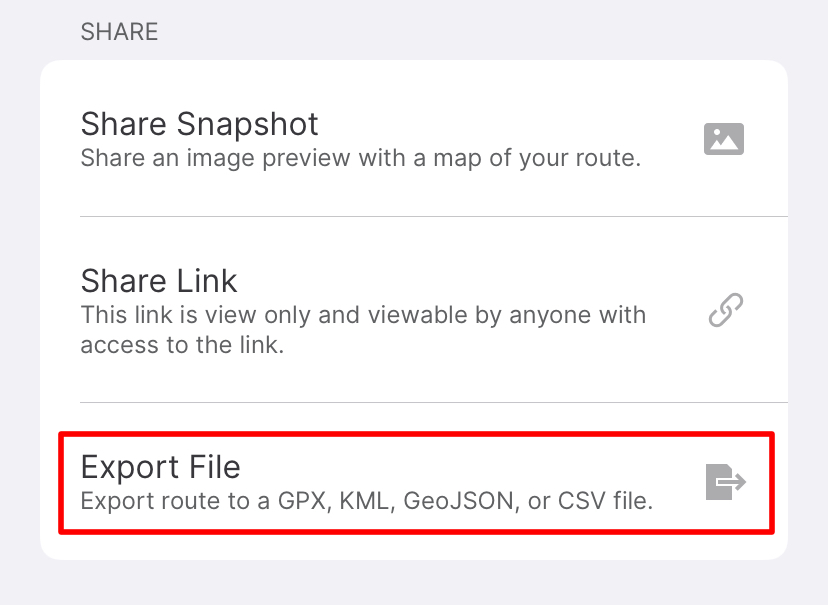 SHARE
Share Snapshot
Share an image preview with a map of your route.
Share Link
This link is view only and viewable by anyone with
access to the link.
Export File
Export route to a GPX, KML, GeoJSON, or CSV file.